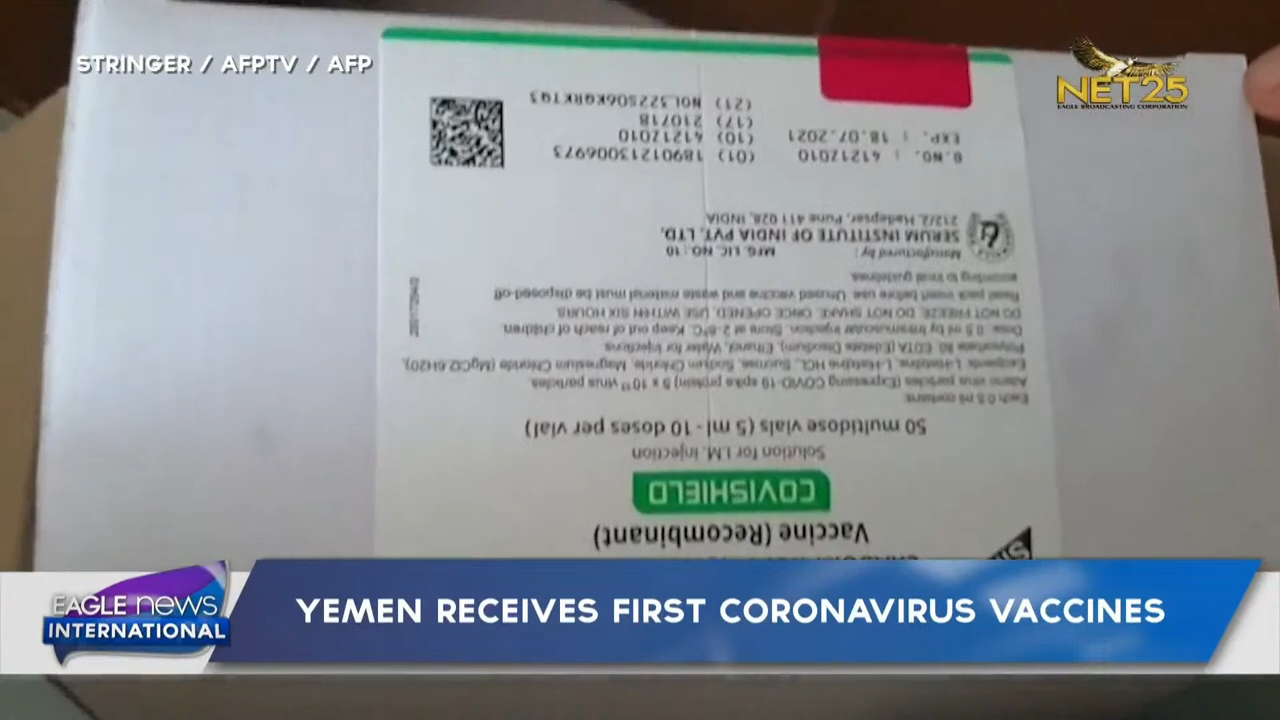 STRINGER / AFPTV / AFP
NET25
EAGLE BROADCASTING CORPORATION
Vaccine (Recombinant)
COVISHIELD
Solution for I.M. injection
50 multidose vials (5 ml - 10 doses per vial)
Each 0.5 ml contains:
Adeno virus particles (Expressing COVID-19 spike protein) 5 x 10¹⁰ virus particles.
Excipients: L-Histidine, L-Histidine HCL, Sucrose, Sodium Chloride, Magnesium Chloride (MgCl2.6H20),
Polysorbate 80, EDTA (Edetate Disodium), Ethanol, Water for Injections.
Dose: 0.5 ml by intramuscular injection. Store at 2-8°C. Keep out of reach of children.
DO NOT FREEZE. DO NOT SHAKE. ONCE OPENED, USE WITHIN SIX HOURS.
Read pack insert before use. Unused vaccine and waste material must be disposed-off
according to local guidelines.
Manufactured by: MFG. LIC. NO.: 10
SERUM INSTITUTE OF INDIA PVT. LTD.
212/2, Hadapsar, Pune 411 028, INDIA
B.NO. : 4121Z010 (01) 18901213006973
EXP. : 18.07.2021 (10) 4121Z010
(17) 210718
(21)
EAGLE news
INTERNATIONAL
YEMEN RECEIVES FIRST CORONAVIRUS VACCINES